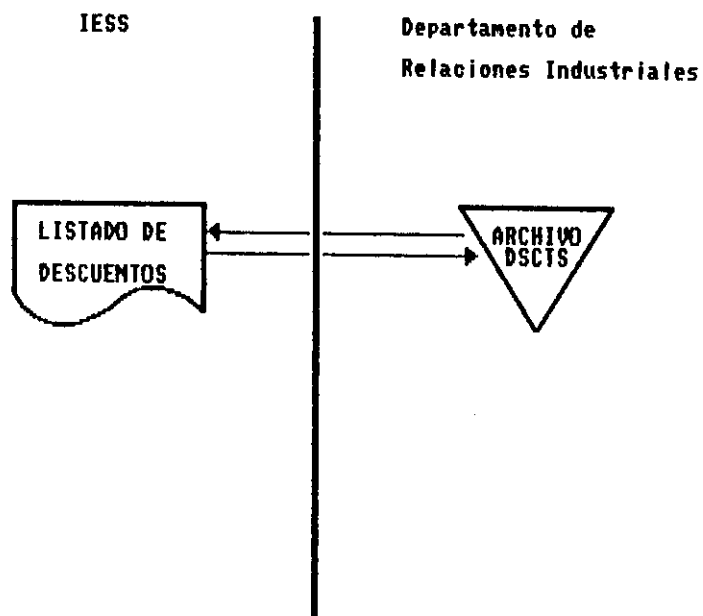 IESS
Departamento de
Relaciones Industriales
LISTADO DE
DESCUENTOS
ARCHIVO
DSCTS